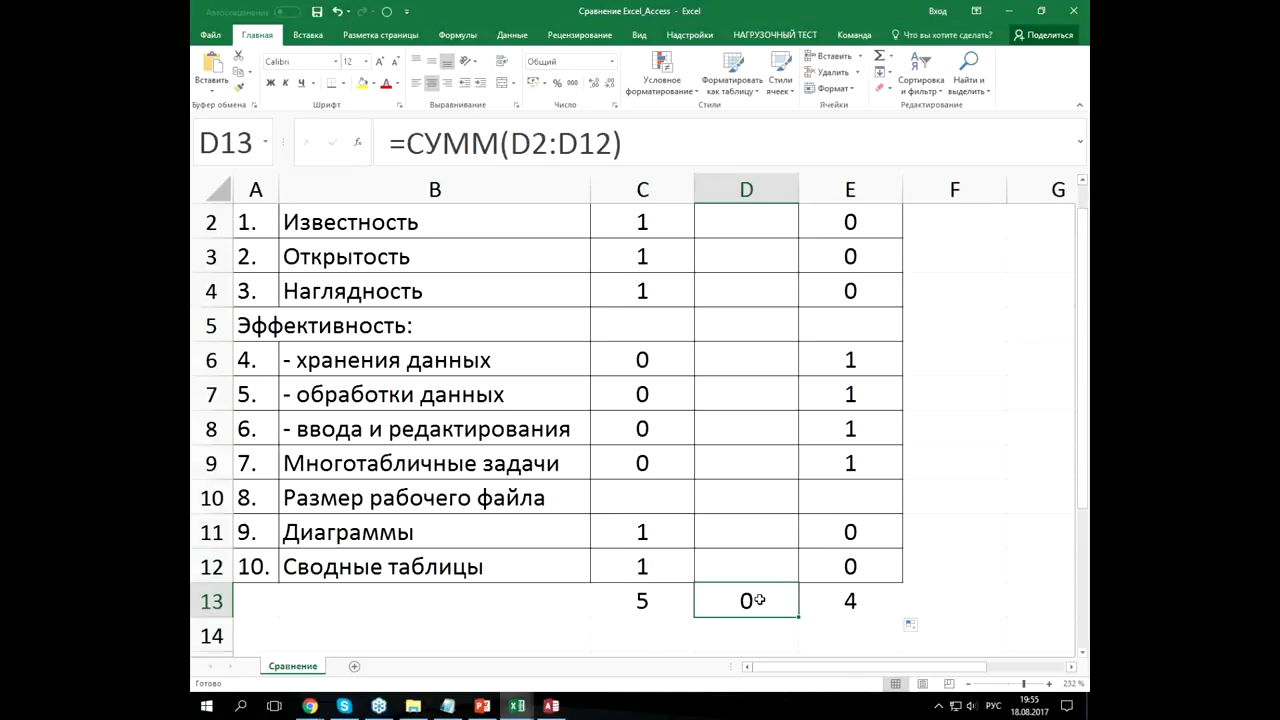 Автосохранение
Сравнение Excel_Access - Excel
Вход
Файл Главная Вставка Разметка страницы Формулы Данные Рецензирование Вид Надстройки НАГРУЗОЧНЫЙ ТЕСТ Команда Что вы хотите сделать? Поделиться
Вставить
Calibri 12
Ж К Ч
Общий
% 000
Условное форматирование
Форматировать как таблицу
Стили ячеек
Вставить
Удалить
Формат
Сортировка и фильтр
Найти и выделить
Буфер обмена Шрифт Выравнивание Число Стили Ячейки Редактирование
D13 fx =СУММ(D2:D12)
A B C D E F G
2 1. Известность 1 0
3 2. Открытость 1 0
4 3. Наглядность 1 0
5 Эффективность:
6 4. - хранения данных 0 1
7 5. - обработки данных 0 1
8 6. - ввода и редактирования 0 1
9 7. Многотабличные задачи 0 1
10 8. Размер рабочего файла
11 9. Диаграммы 1 0
12 10. Сводные таблицы 1 0
13 5 0 4
14
Сравнение
Готово
232 %
РУС
19:55
18.08.2017